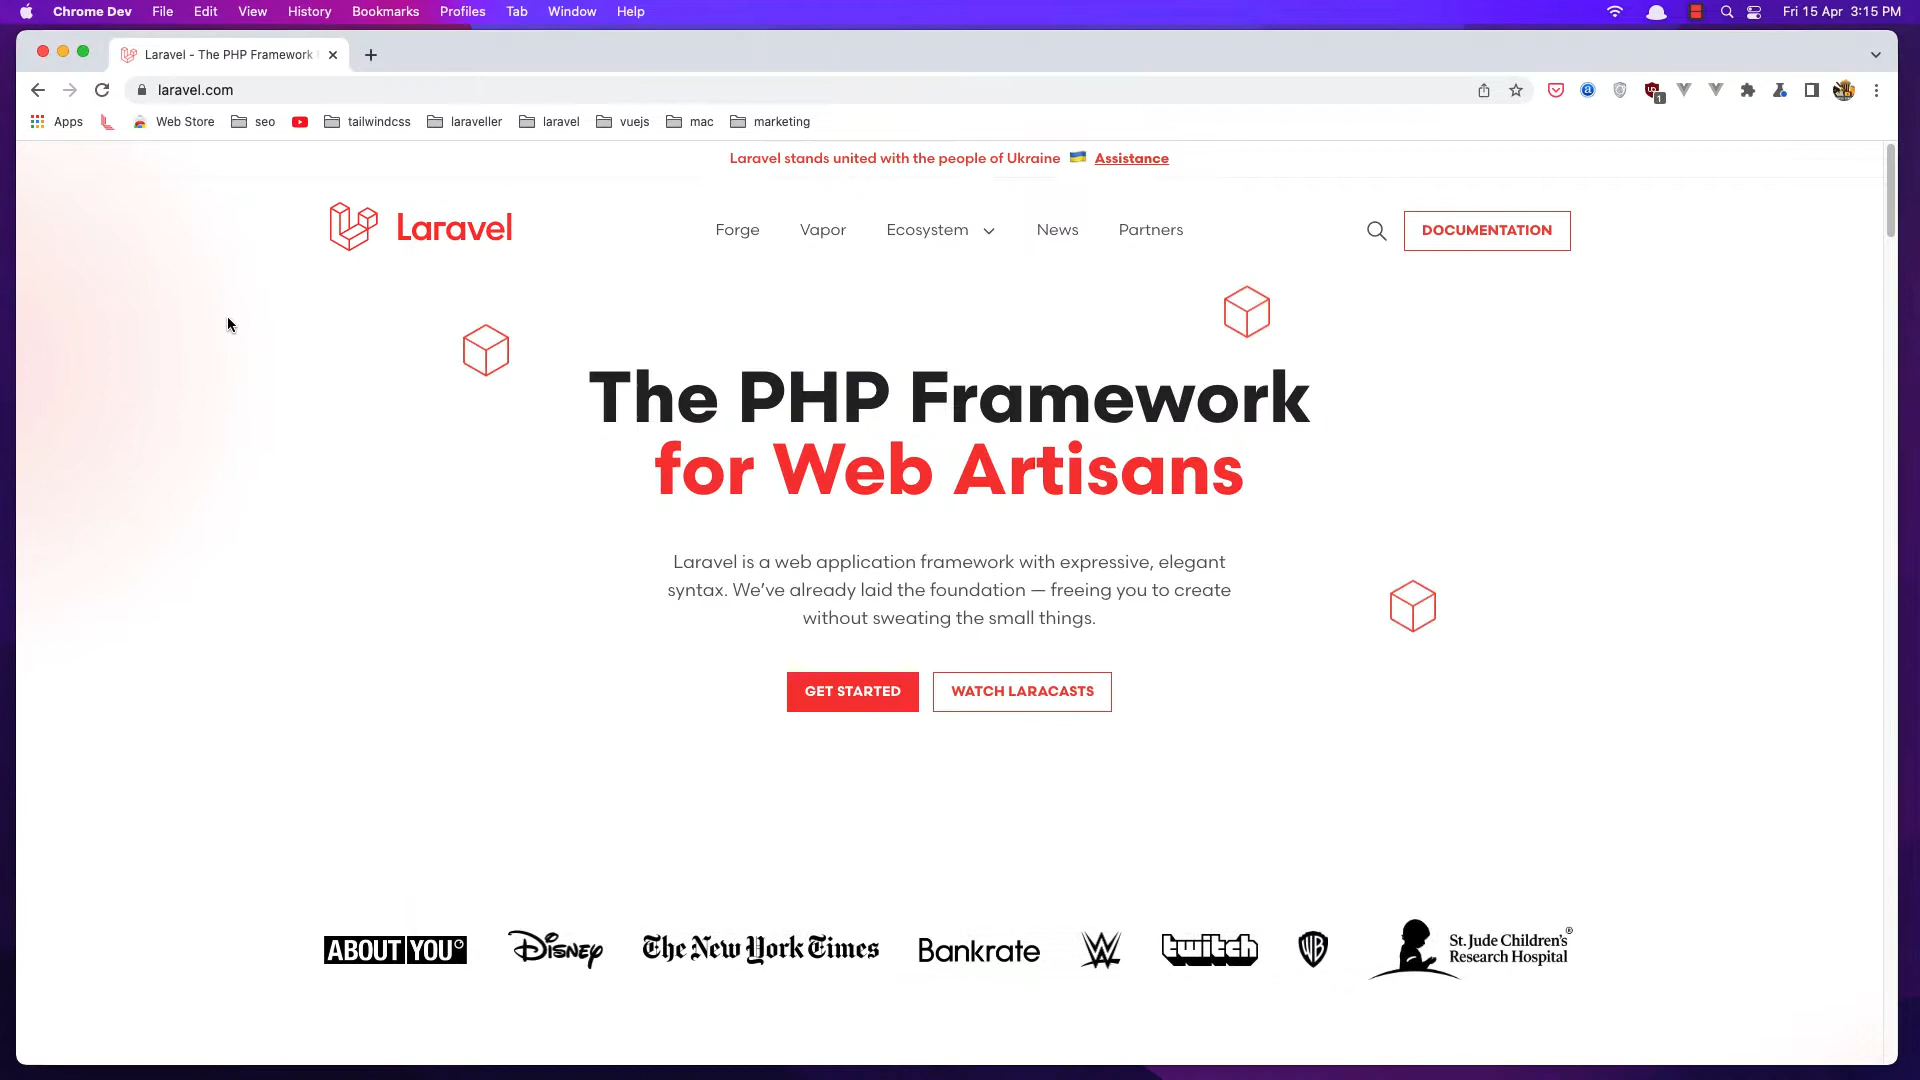 Chrome Dev File Edit View History Bookmarks Profiles Tab Window Help Fri 15 Apr 3:15 PM
Laravel - The PHP Framework
laravel.com
Apps Web Store seo tailwindcss laraveller laravel vuejs mac marketing
Laravel stands united with the people of Ukraine 🇺🇦 Assistance
Laravel Forge Vapor Ecosystem News Partners DOCUMENTATION
The PHP Framework
for Web Artisans
Laravel is a web application framework with expressive, elegant
syntax. We’ve already laid the foundation — freeing you to create
without sweating the small things.
GET STARTED WATCH LARACASTS
ABOUT YOU Disney The New York Times Bankrate W twitch WB St. Jude Children's®
Research Hospital